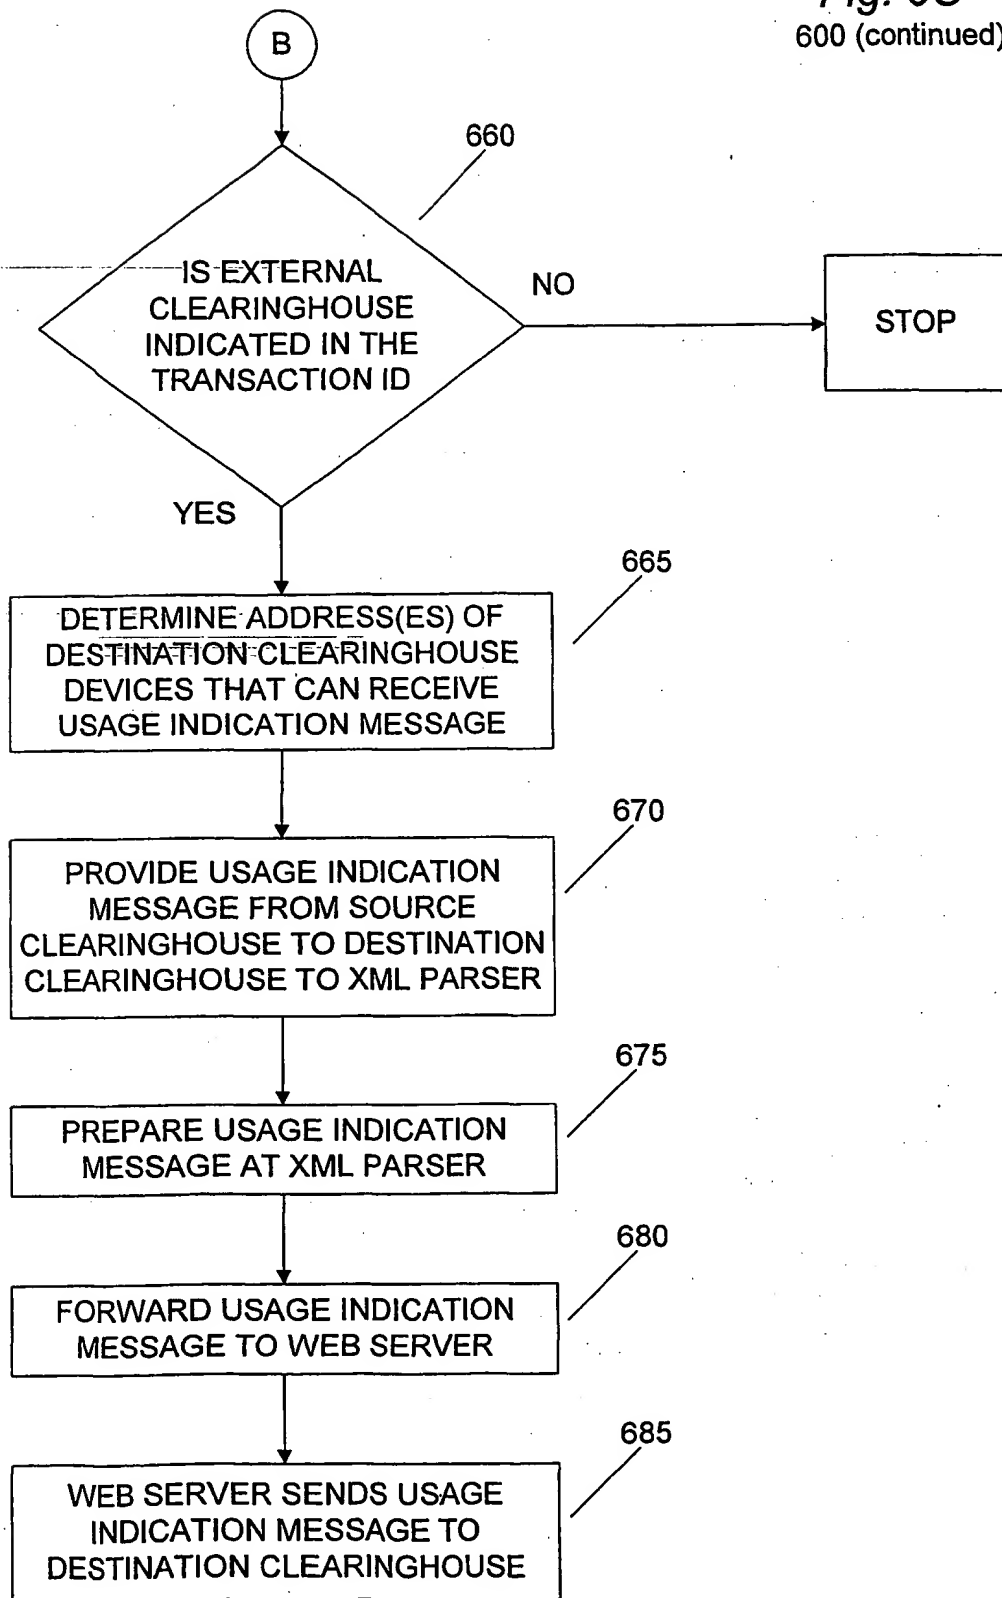 Fig. 6C
600 (continued)
B
660
IS EXTERNAL
CLEARINGHOUSE
INDICATED IN THE
TRANSACTION ID
NO
STOP
YES
665
DETERMINE ADDRESS(ES) OF
DESTINATION CLEARINGHOUSE
DEVICES THAT CAN RECEIVE
USAGE INDICATION MESSAGE
670
PROVIDE USAGE INDICATION
MESSAGE FROM SOURCE
CLEARINGHOUSE TO DESTINATION
CLEARINGHOUSE TO XML PARSER
675
PREPARE USAGE INDICATION
MESSAGE AT XML PARSER
680
FORWARD USAGE INDICATION
MESSAGE TO WEB SERVER
685
WEB SERVER SENDS USAGE
INDICATION MESSAGE TO
DESTINATION CLEARINGHOUSE